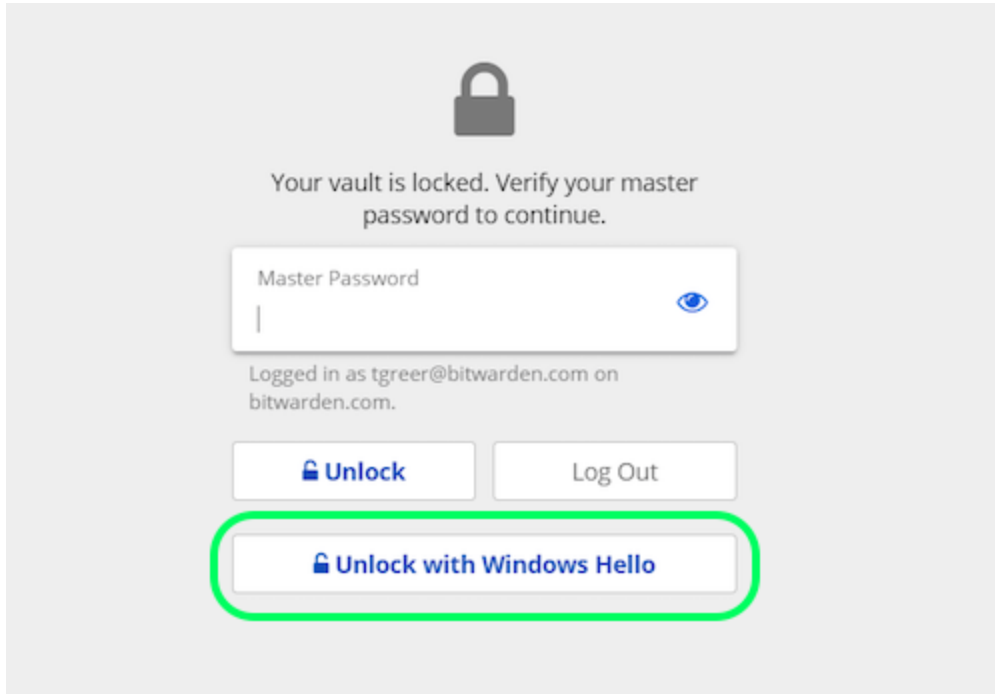 Your vault is locked. Verify your master
password to continue.
Master Password
Logged in as tgreer@bitwarden.com on
bitwarden.com.
Unlock
Log Out
Unlock with Windows Hello